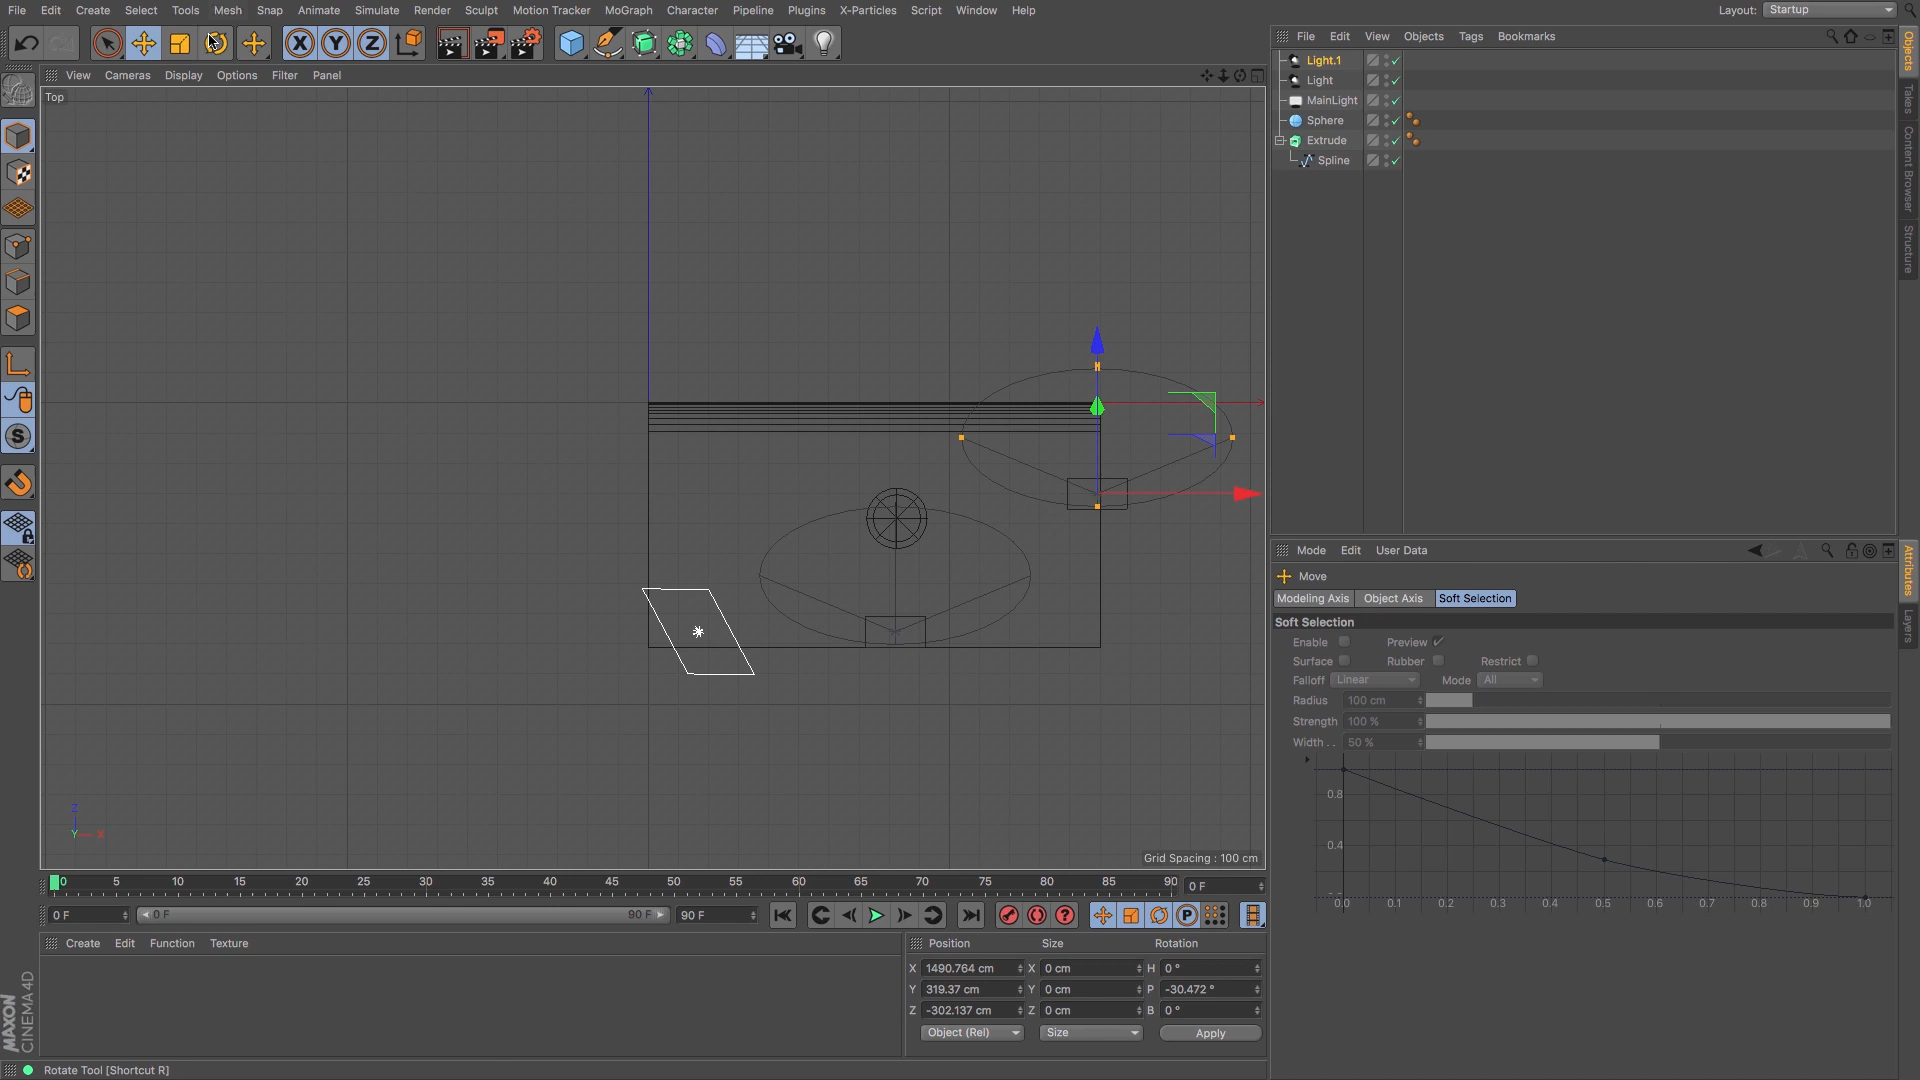 File Edit Create Select Tools Mesh Snap Animate Simulate Render Sculpt Motion Tracker MoGraph Character Pipeline Plugins X-Particles Script Window Help Layout: Startup
X Y Z
File Edit View Objects Tags Bookmarks
View Cameras Display Options Filter Panel
Top
Light.1
Light
MainLight
Sphere
Extrude
Spline
Objects
Takes
Content Browser
Structure
Mode Edit User Data
Move
Modeling Axis Object Axis Soft Selection
Soft Selection
Enable Preview
Surface Rubber Restrict
Falloff Linear Mode All
Radius 100 cm
Strength 100 %
Width . . 50 %
0.8
0.4
0.0 0.1 0.2 0.3 0.4 0.5 0.6 0.7 0.8 0.9 1.0
Attributes
Layers
Z
Y X
Grid Spacing : 100 cm
0 5 10 15 20 25 30 35 40 45 50 55 60 65 70 75 80 85 90 0 F
0 F 0 F 90 F 90 F P
Create Edit Function Texture
Position Size Rotation
X 1490.764 cm X 0 cm H 0 °
Y 319.37 cm Y 0 cm P -30.472 °
Z -302.137 cm Z 0 cm B 0 °
Object (Rel) Size Apply
MAXON
CINEMA 4D
Rotate Tool [Shortcut R]